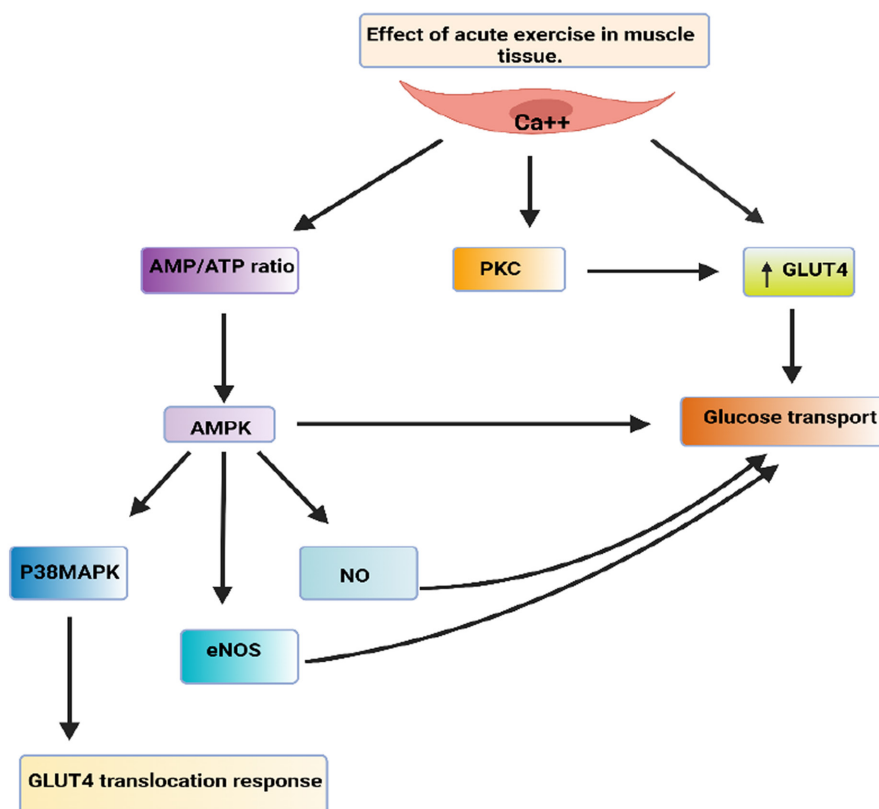 Effect of acute exercise in muscle
tissue.
Ca++
AMP/ATP ratio
PKC
↑ GLUT4
AMPK
Glucose transport
P38MAPK
NO
eNOS
GLUT4 translocation response